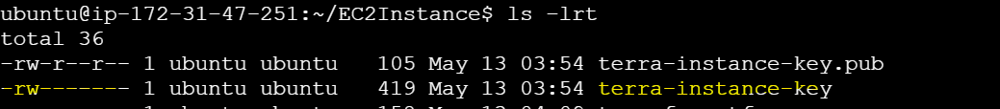 ubuntu@ip-172-31-47-251:~/EC2Instance$ ls -lrt
total 36
-rw-r--r-- 1 ubuntu ubuntu   105 May 13 03:54 terra-instance-key.pub
-rw------- 1 ubuntu ubuntu   419 May 13 03:54 terra-instance-key